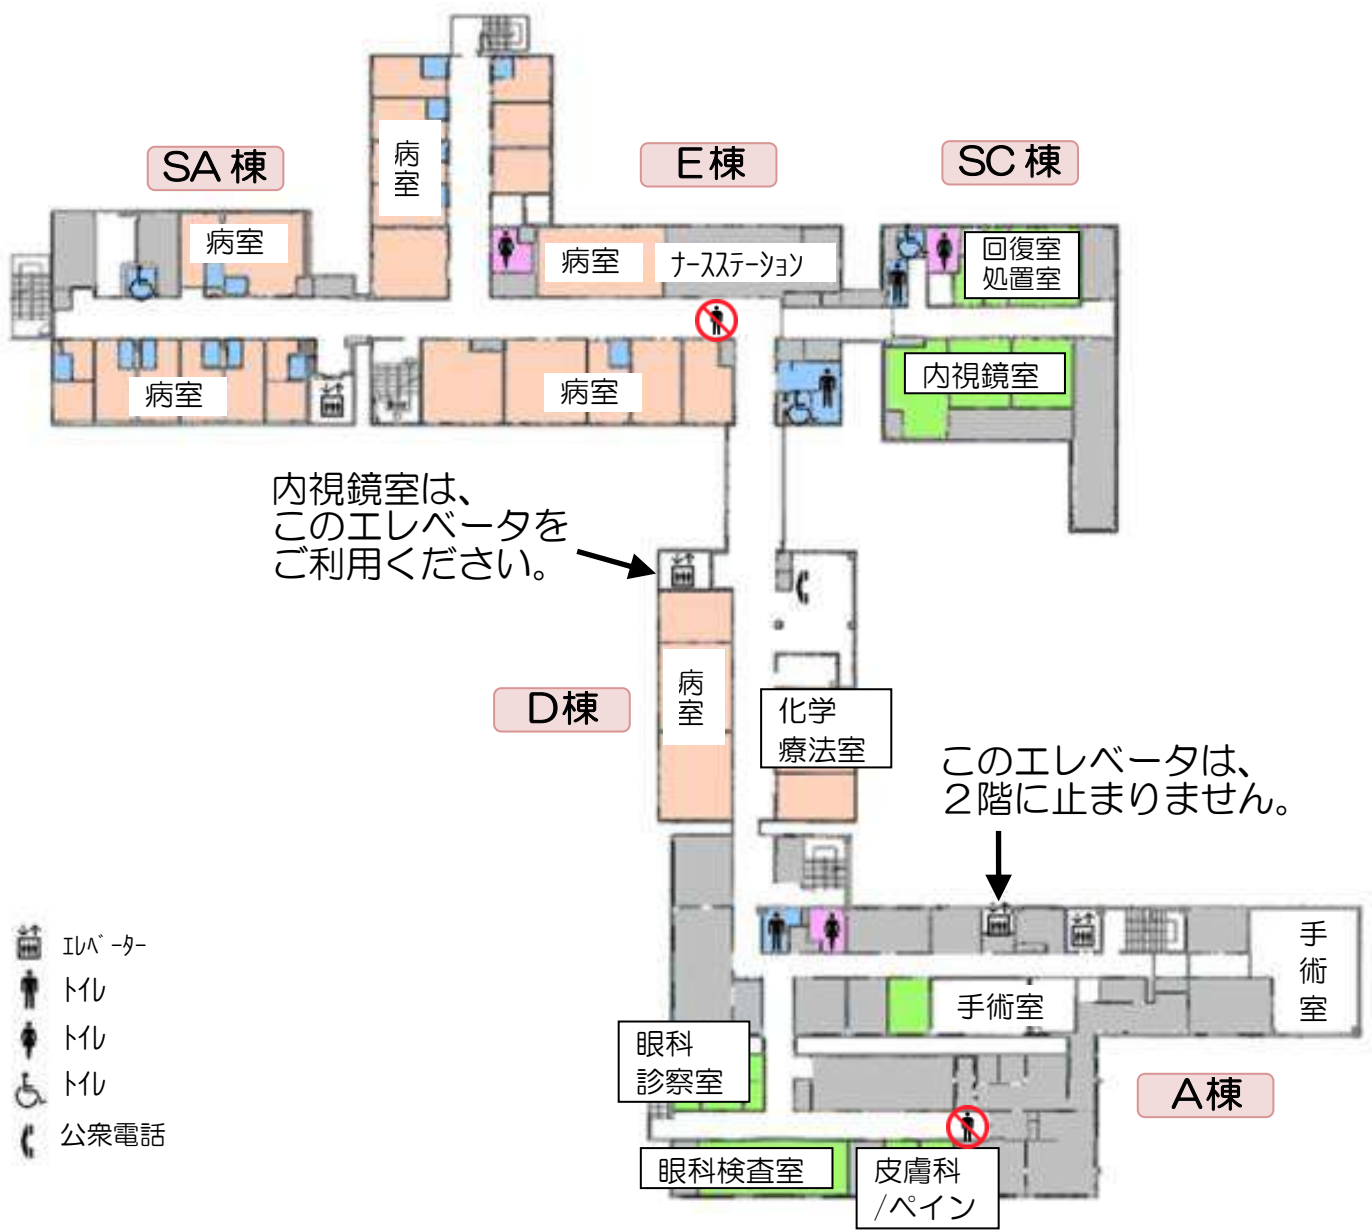 SA 棟
E 棟
SC 棟
病室
病室
病室
ナースステーション
回復室
処置室
病室
病室
内視鏡室
内視鏡室は、
このエレベータを
ご利用ください。
D棟
病室
化学
療法室
このエレベータは、
２階に止まりません。
エレベーター
トイレ
トイレ
トイレ
公衆電話
手術室
手術室
眼科
診察室
A棟
眼科検査室
皮膚科
/ペイン